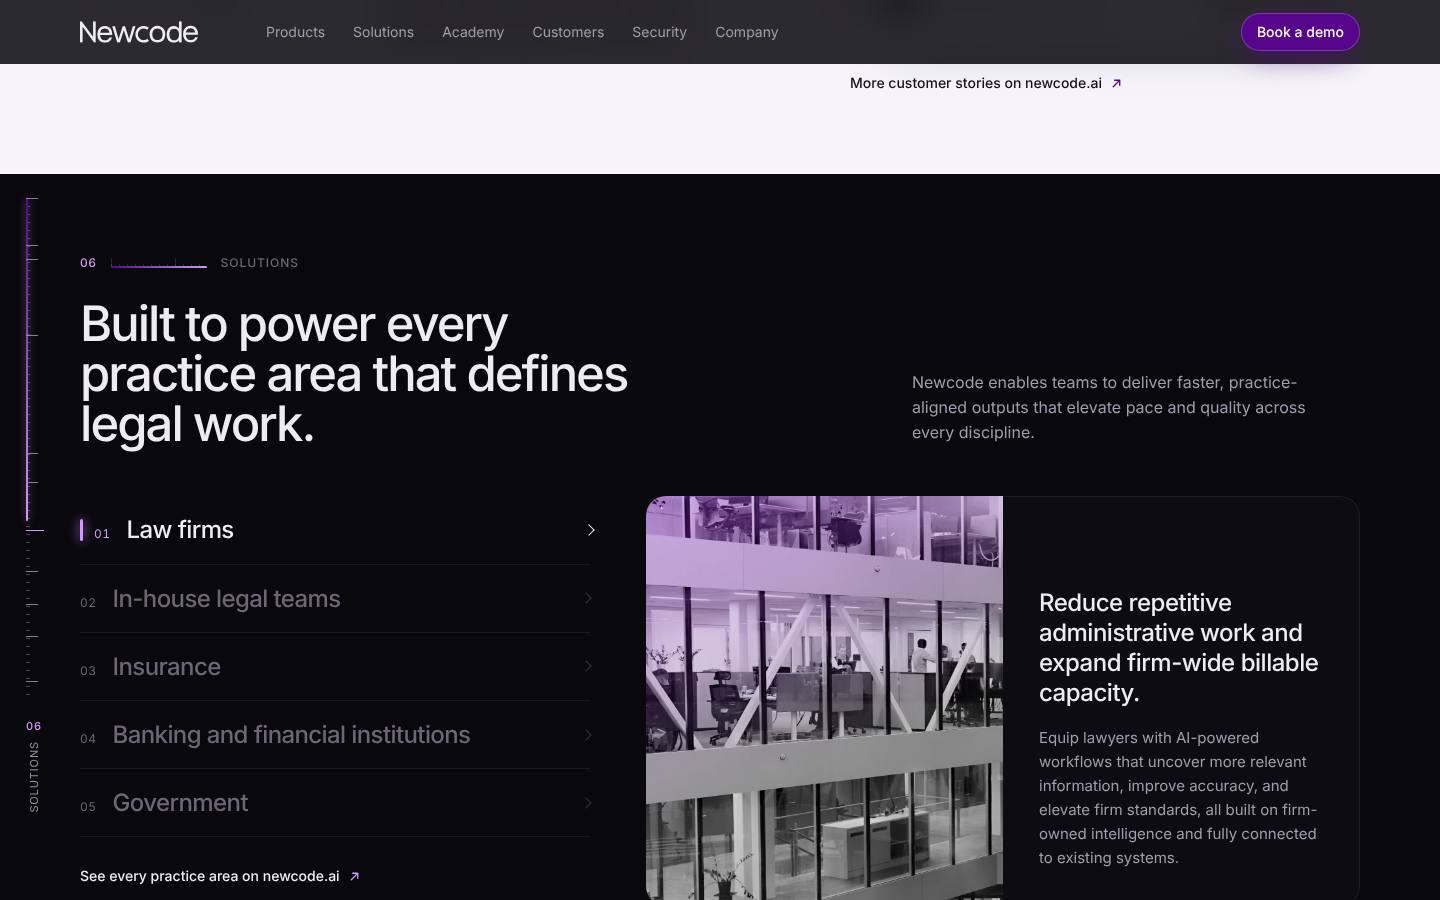 Newcode
Products
Solutions
Academy
Customers
Security
Company
Book a demo
More customer stories on newcode.ai
06
SOLUTIONS
Built to power every
practice area that defines
legal work.
Newcode enables teams to deliver faster, practice-
aligned outputs that elevate pace and quality across
every discipline.
01 Law firms
02 In-house legal teams
03 Insurance
04 Banking and financial institutions
05 Government
See every practice area on newcode.ai
Reduce repetitive
administrative work and
expand firm-wide billable
capacity.
Equip lawyers with AI-powered
workflows that uncover more relevant
information, improve accuracy, and
elevate firm standards, all built on firm-
owned intelligence and fully connected
to existing systems.
06
SOLUTIONS